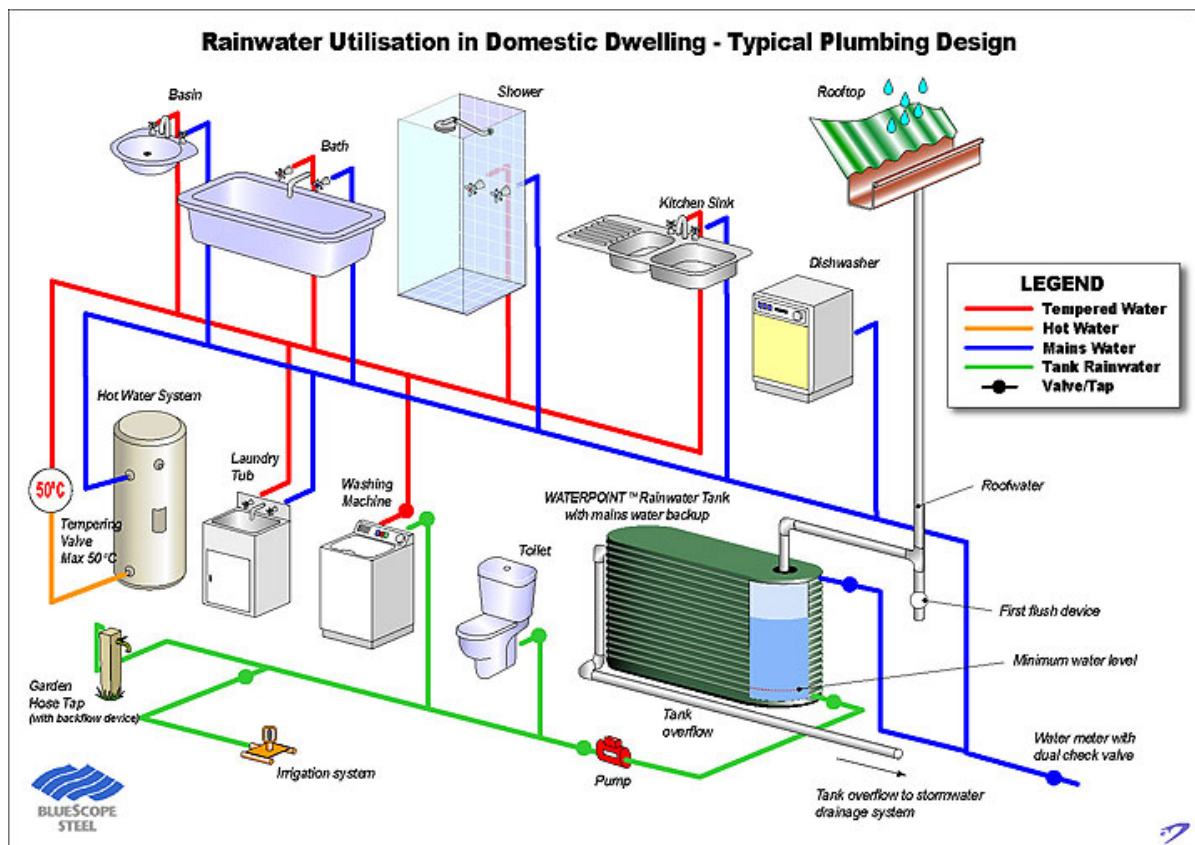 Rainwater Utilisation in Domestic Dwelling - Typical Plumbing Design
Basin
Shower
Rooftop
Bath
Kitchen Sink
Dishwasher
LEGEND
Tempered Water
Hot Water
Mains Water
Tank Rainwater
Valve/Tap
Hot Water System
50°C
Tempering
Valve
Max 50°C
Laundry
Tub
Washing
Machine
WATERPOINT™ Rainwater Tank
with mains water backup
Roofwater
Toilet
First flush device
Minimum water level
Garden
Hose Tap
(with backflow device)
Tank
overflow
Water meter with
dual check valve
Irrigation system
Pump
Tank overflow to stormwater
drainage system
BLUESCOPE
STEEL